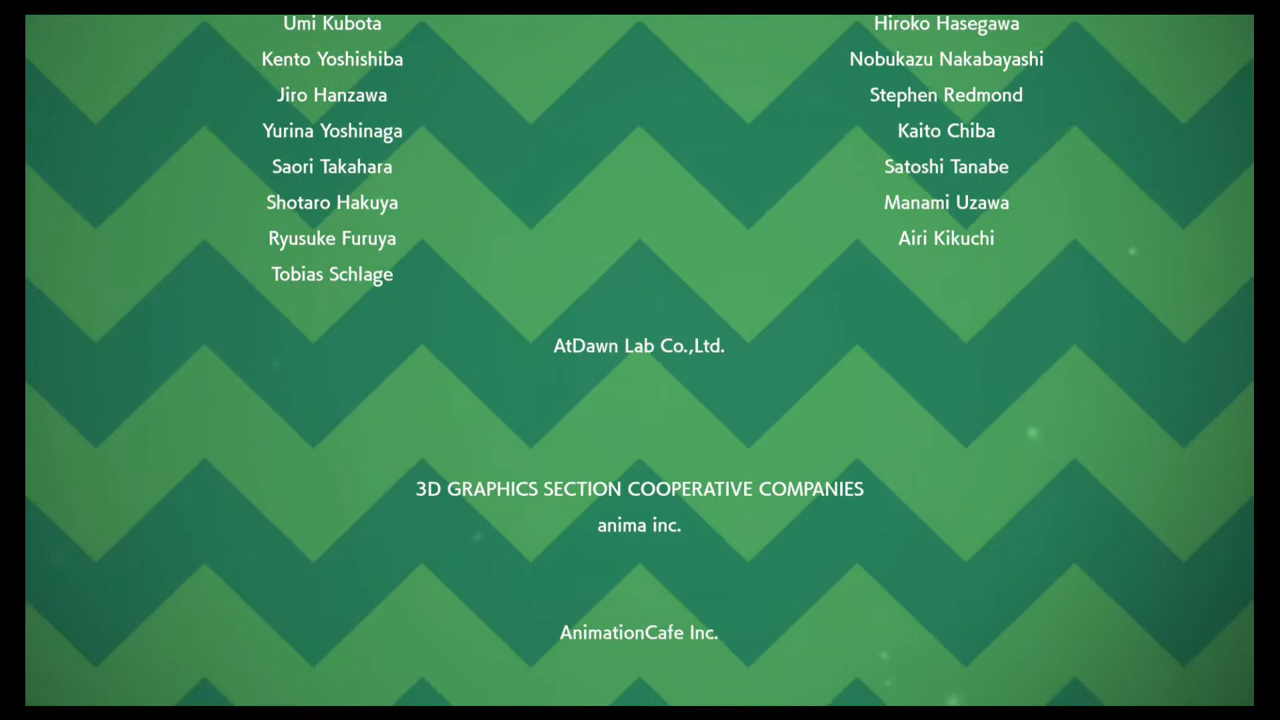 Umi Kubota
Hiroko Hasegawa
Kento Yoshishiba
Nobukazu Nakabayashi
Jiro Hanzawa
Stephen Redmond
Yurina Yoshinaga
Kaito Chiba
Saori Takahara
Satoshi Tanabe
Shotaro Hakuya
Manami Uzawa
Ryusuke Furuya
Airi Kikuchi
Tobias Schlage
AtDawn Lab Co.,Ltd.
3D GRAPHICS SECTION COOPERATIVE COMPANIES
anima inc.
AnimationCafe Inc.